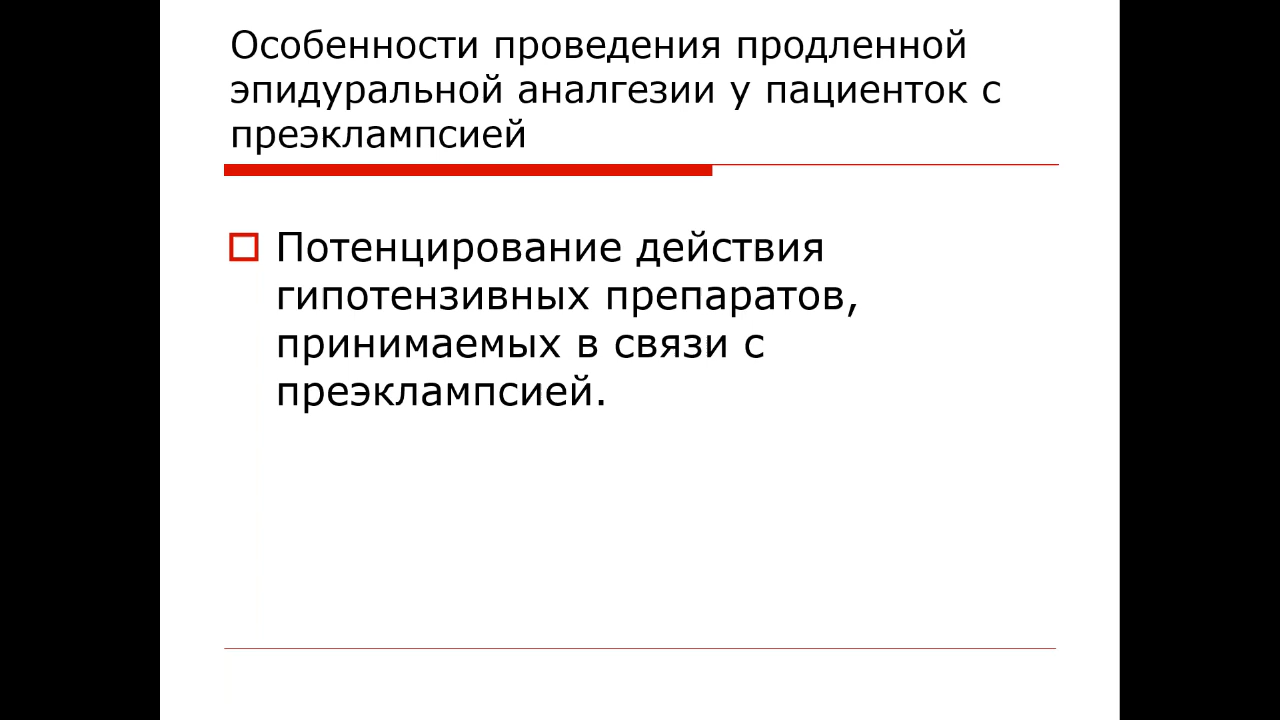 Особенности проведения продленной
эпидуральной аналгезии у пациенток с
преэклампсией
Потенцирование действия
гипотензивных препаратов,
принимаемых в связи с
преэклампсией.